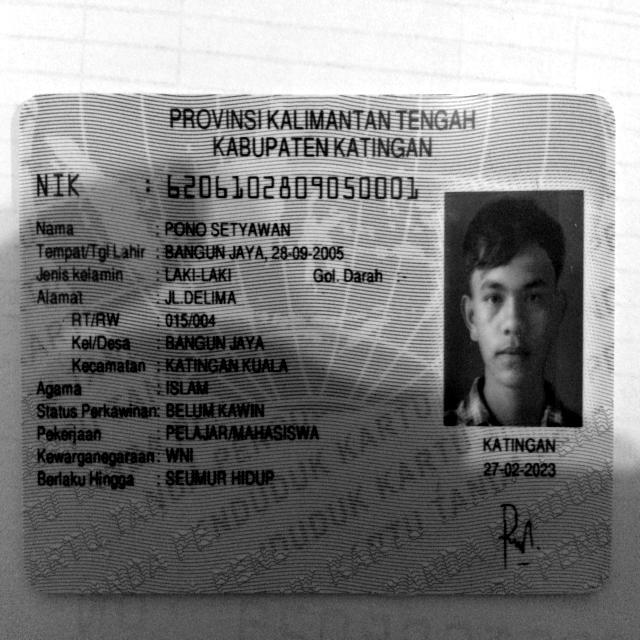 PROVINSI KALIMANTAN TENGAH
KABUPATEN KATINGAN
NIK : 6206102809050001
Nama : PONO SETYAWAN
Tempat/Tgl Lahir : BANGUN JAYA, 28-09-2005
Jenis kelamin : LAKI-LAKI Gol. Darah :-
Alamat : JL.DELIMA
RT/RW : 015/004
Kel/Desa : BANGUN JAYA
Kecamatan : KATINGAN KUALA
Agama : ISLAM
Status Perkawinan: BELUM KAWIN
Pekerjaan : PELAJAR/MAHASISWA
Kewarganegaraan: WNI
Berlaku Hingga : SEUMUR HIDUP
KATINGAN
27-02-2023